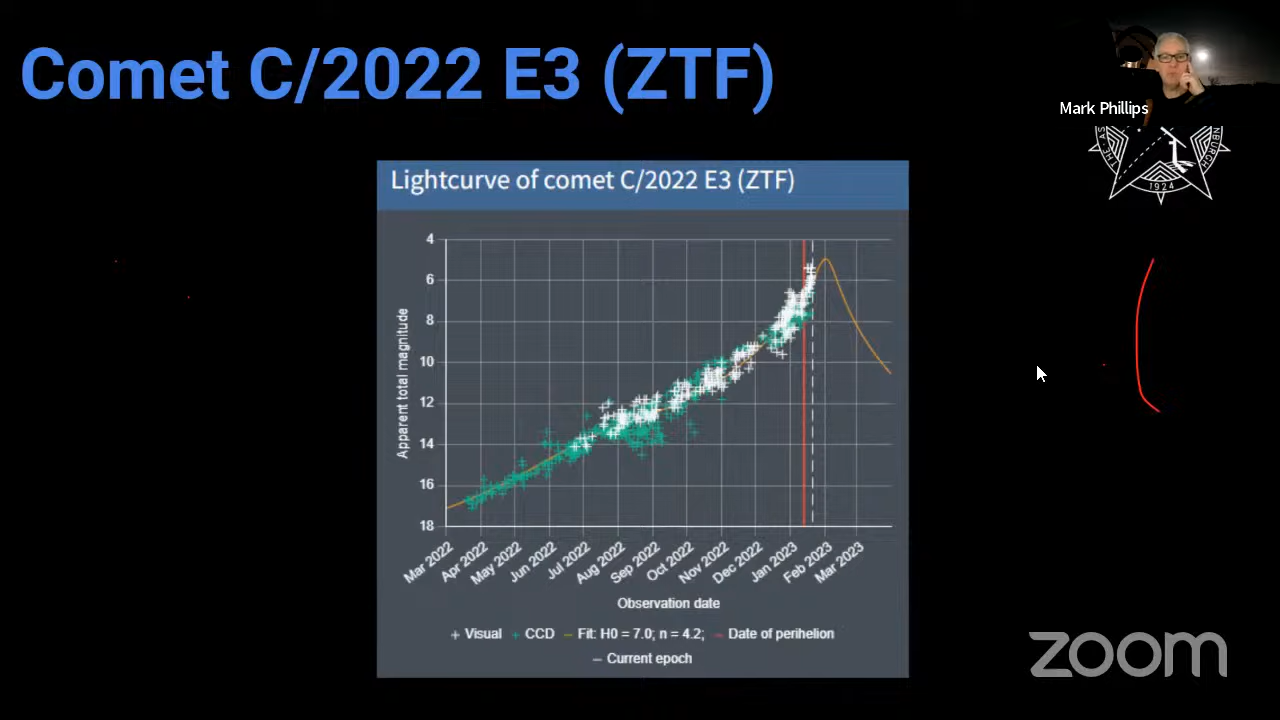 Comet C/2022 E3 (ZTF)
Mark Phillips
THE AS
NBURGH
1924
Lightcurve of comet C/2022 E3 (ZTF)
Apparent total magnitude
4
6
8
10
12
14
16
18
Mar 2022
Apr 2022
May 2022
Jun 2022
Jul 2022
Aug 2022
Sep 2022
Oct 2022
Nov 2022
Dec 2022
Jan 2023
Feb 2023
Mar 2023
Observation date
Visual CCD Fit: H0 = 7.0; n = 4.2; Date of perihelion
Current epoch
zoom